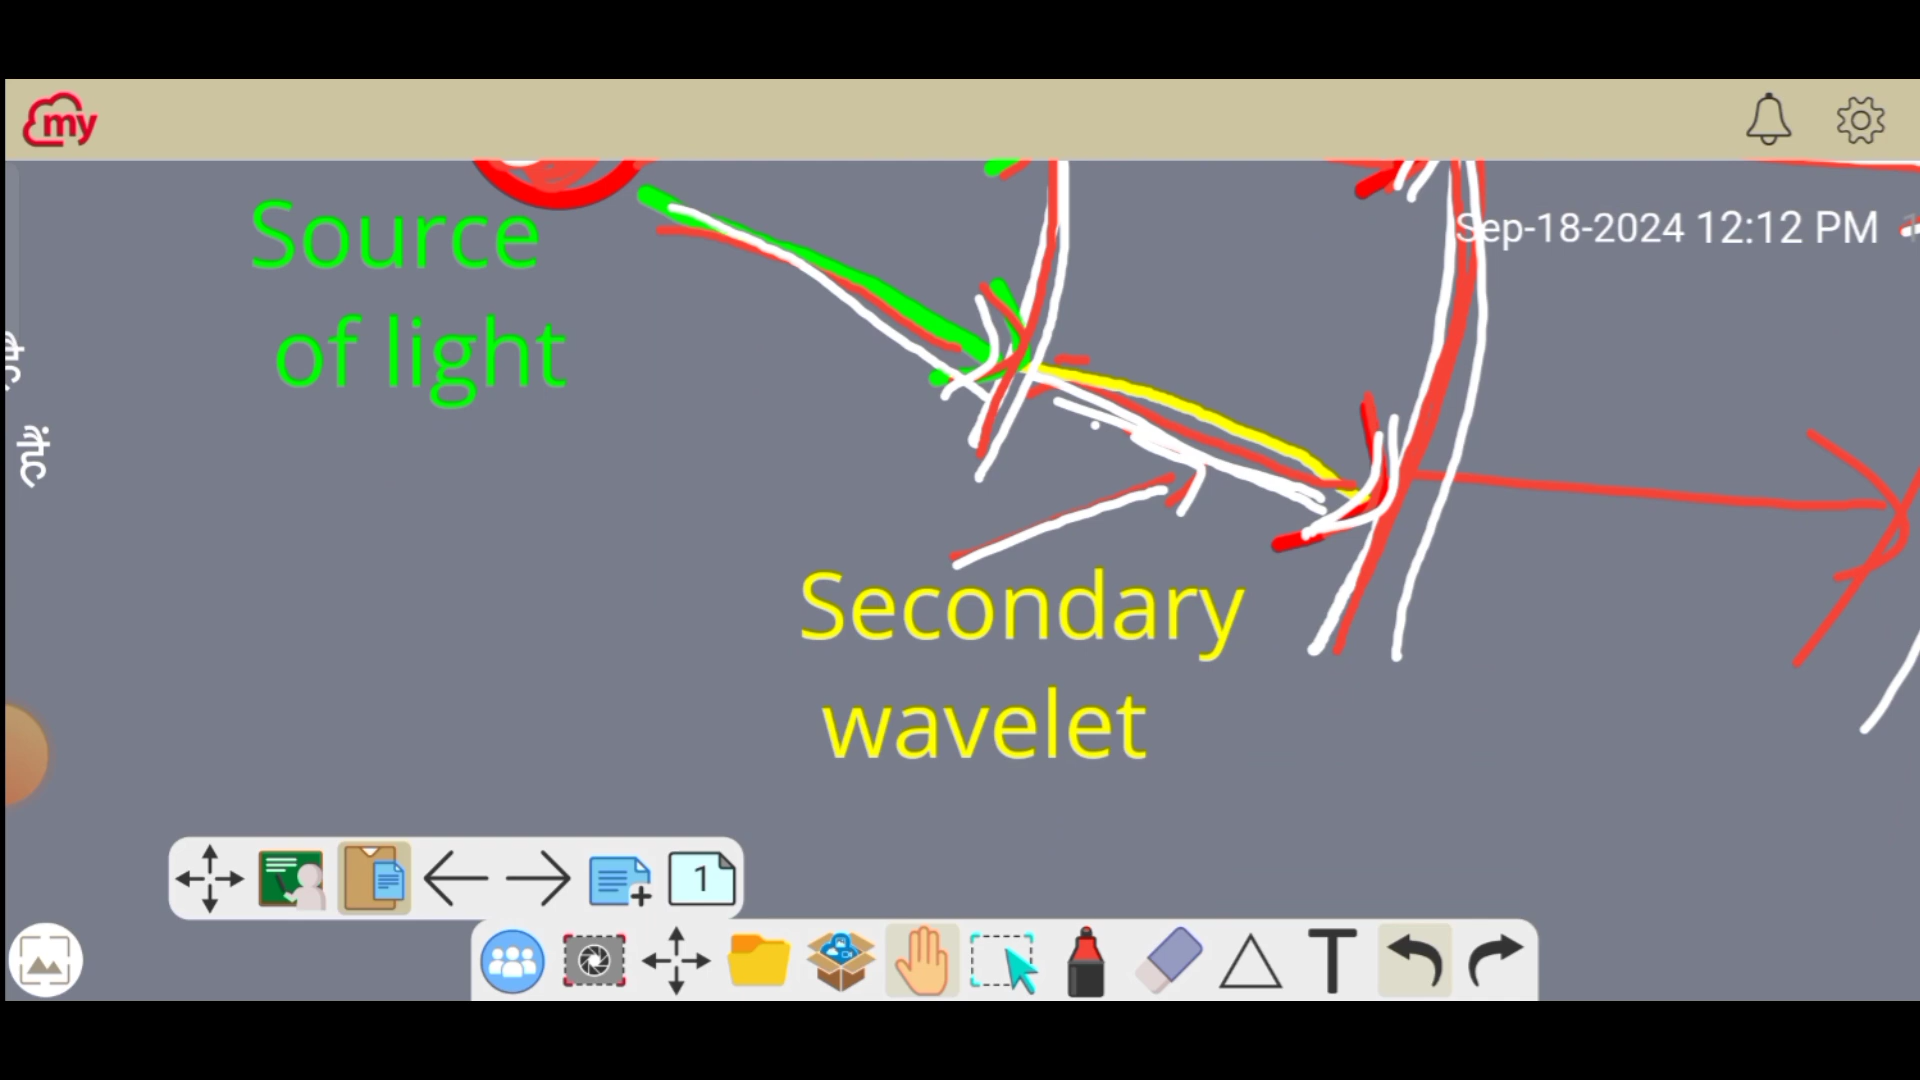 my
Source
of light
Sep-18-2024 12:12 PM
Secondary
wavelet
1
T